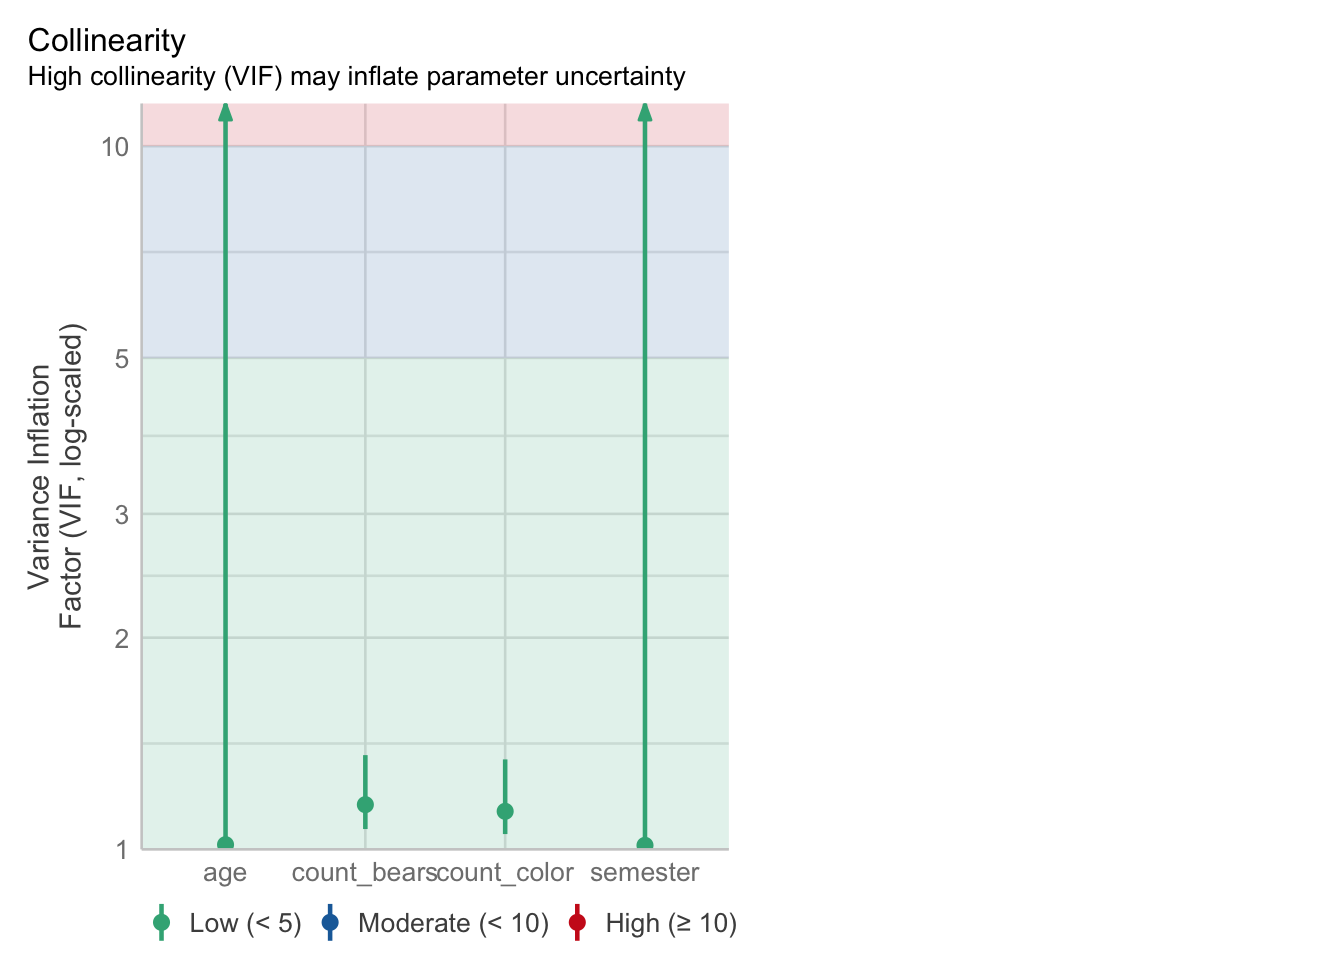 Collinearity
High collinearity (VIF) may inflate parameter uncertainty
Variance Inflation
Factor (VIF, log-scaled)
10
5
3
2
1
age count_bears count_color semester
Low (< 5) Moderate (< 10) High (≥ 10)